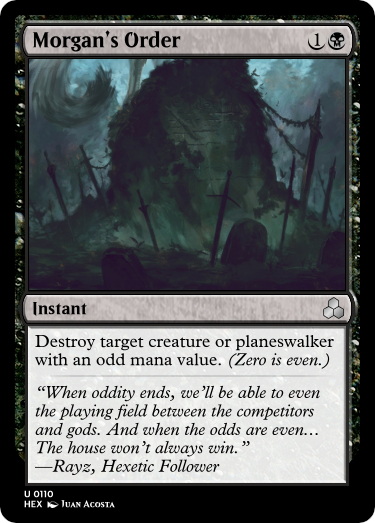 Morgan's Order 1
Instant
Destroy target creature or planeswalker
with an odd mana value. (Zero is even.)
“When oddity ends, we’ll be able to even
the playing field between the competitors
and gods. And when the odds are even…
The house won’t always win.”
—Rayz, Hexetic Follower
U 0110
HEX Juan Acosta